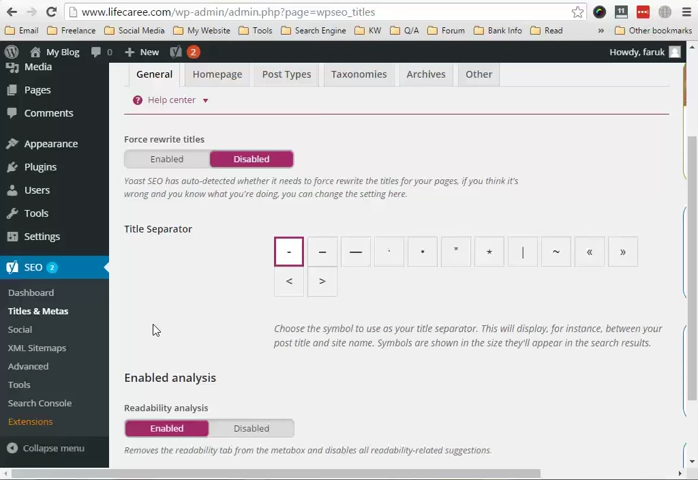 www.lifecaree.com/wp-admin/admin.php?page=wpseo_titles
Email Freelance Social Media My Website Tools Search Engine KW Q/A Forum Bank Info Read » Other bookmarks
My Blog 0 + New 2 Howdy, faruk
Media
Pages
Comments
Appearance
Plugins
Users
Tools
Settings
SEO 2
Dashboard
Titles & Metas
Social
XML Sitemaps
Advanced
Tools
Search Console
Extensions
Collapse menu
General Homepage Post Types Taxonomies Archives Other
? Help center
Force rewrite titles
Enabled Disabled
Yoast SEO has auto-detected whether it needs to force rewrite the titles for your pages, if you think it's
wrong and you know what you're doing, you can change the setting here.
Title Separator
- – — · • * ⋆ | ~ « »
< >
Choose the symbol to use as your title separator. This will display, for instance, between your
post title and site name. Symbols are shown in the size they'll appear in the search results.
Enabled analysis
Readability analysis
Enabled Disabled
Removes the readability tab from the metabox and disables all readability-related suggestions.